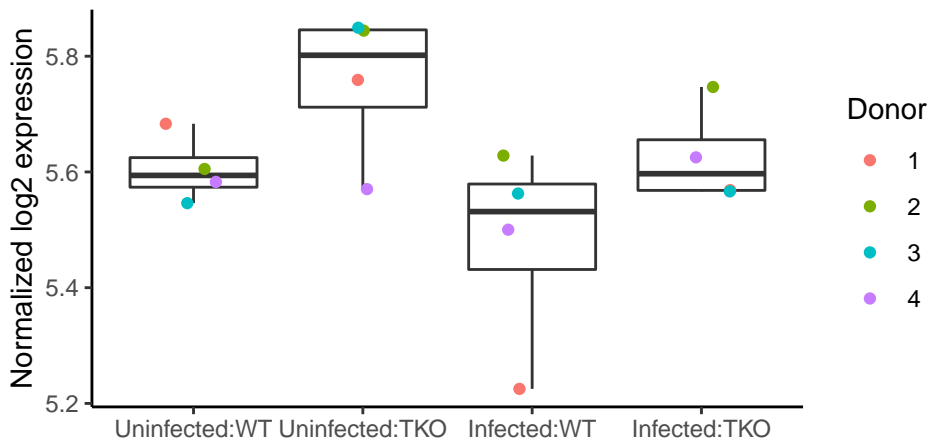 Normalized log2 expression
5.8
5.6
5.4
5.2
Uninfected:WT Uninfected:TKO Infected:WT Infected:TKO
Donor
1
2
3
4